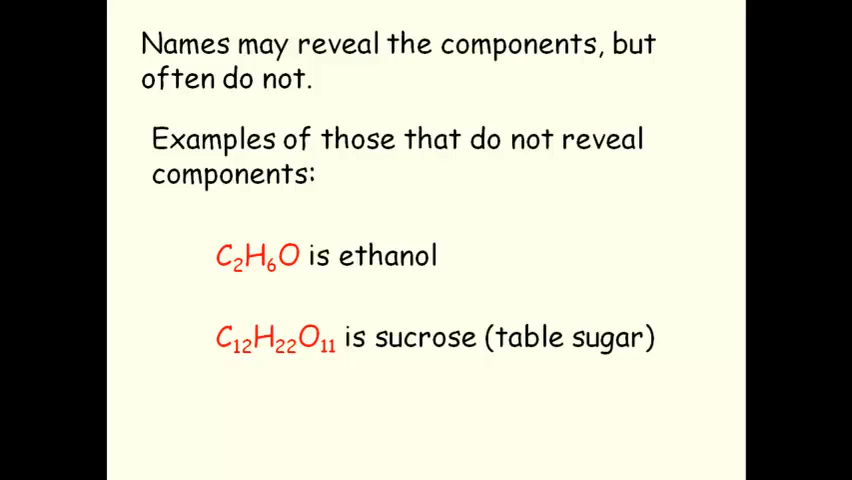 Names may reveal the components, but
often do not.
Examples of those that do not reveal
components:
C₂H₆O is ethanol
C₁₂H₂₂O₁₁ is sucrose (table sugar)